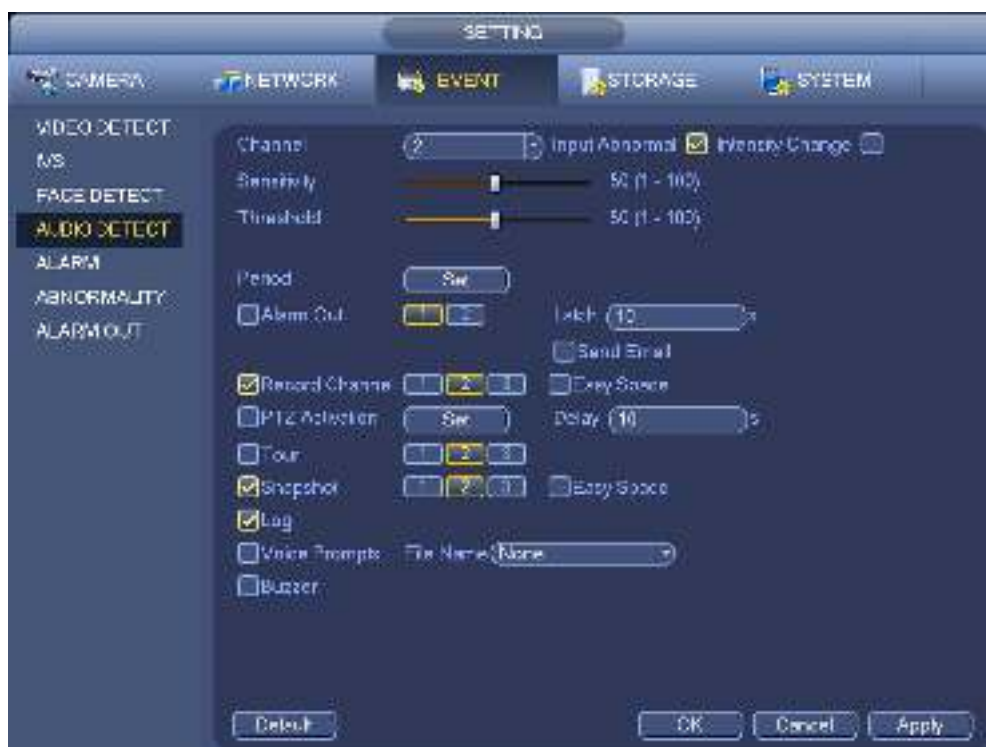 SETTING
CAMERA NETWORK EVENT STORAGE SYSTEM
VIDEO DETECT
IVS
FACE DETECT
AUDIO DETECT
ALARM
ABNORMALITY
ALARM OUT
Channel 2 Input Abnormal Intensity Change
Sensitivity 50 (1 - 100)
Threshold 50 (1 - 100)
Period Set
Alarm Out 1 2 Latch 10 s
Send Email
Record Channel 1 2 3 Easy Space
PTZ Activation Set Delay 10 s
Tour 1 2 3
Snapshot 1 2 3 Easy Space
Log
Voice Prompts File Name None
Buzzer
Default OK Cancel Apply